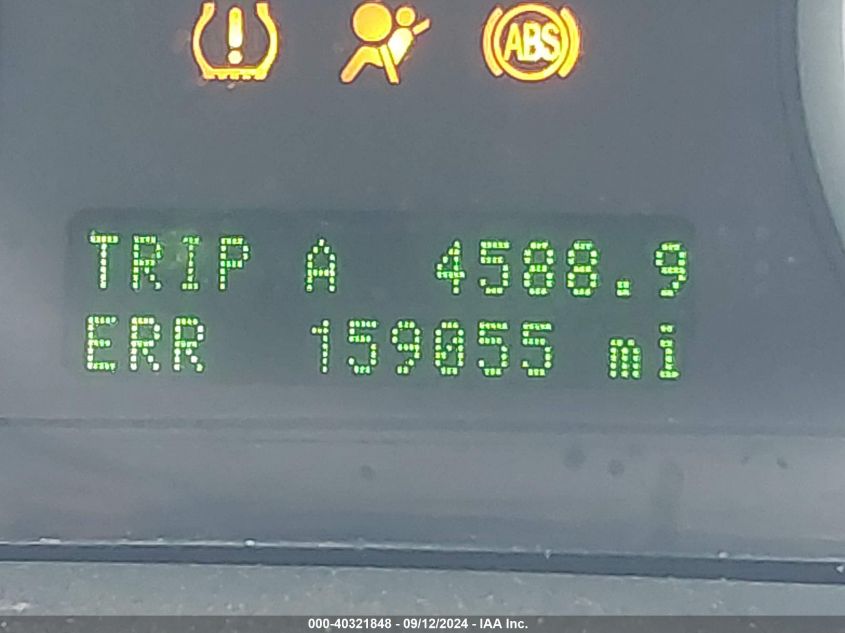 ABS
TRIP A 4588.9
ERR 159055 mi
000-40321848 - 09/12/2024 - IAA Inc.